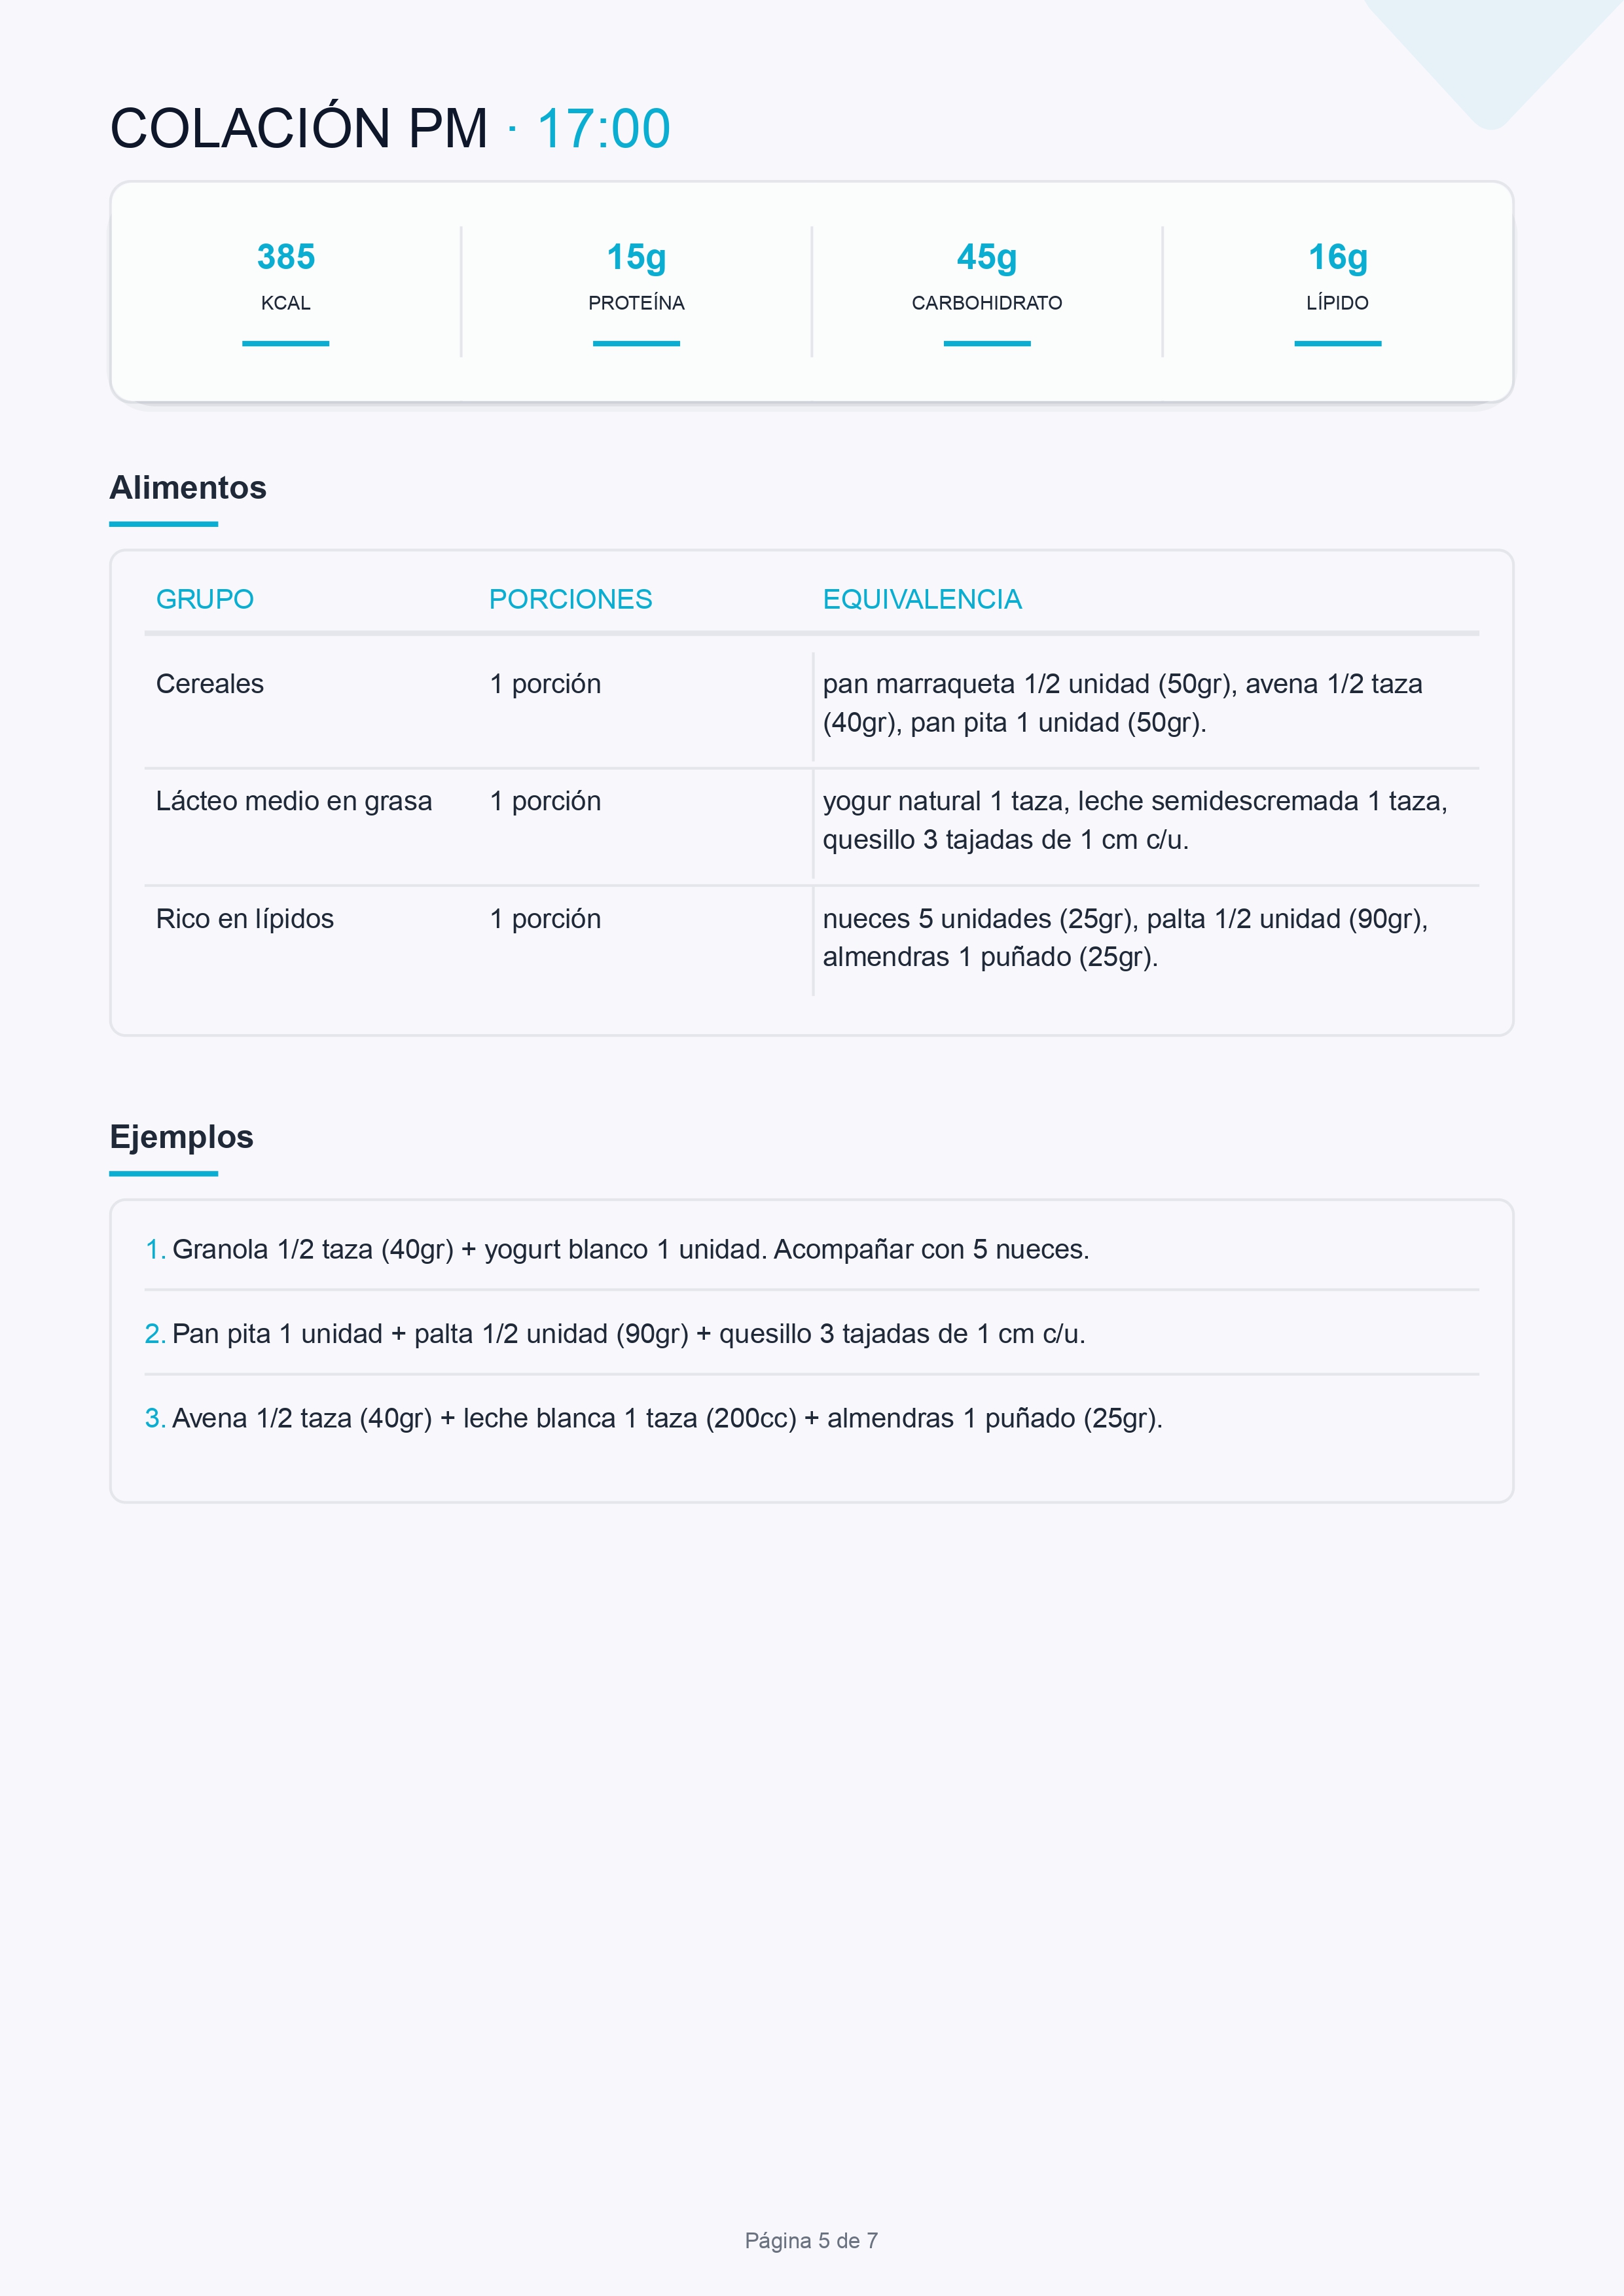 COLACIÓN PM · 17:00
385
KCAL
15g
PROTEÍNA
45g
CARBOHIDRATO
16g
LÍPIDO
Alimentos
GRUPO PORCIONES EQUIVALENCIA
Cereales 1 porción pan marraqueta 1/2 unidad (50gr), avena 1/2 taza
(40gr), pan pita 1 unidad (50gr).
Lácteo medio en grasa 1 porción yogur natural 1 taza, leche semidescremada 1 taza,
quesillo 3 tajadas de 1 cm c/u.
Rico en lípidos 1 porción nueces 5 unidades (25gr), palta 1/2 unidad (90gr),
almendras 1 puñado (25gr).
Ejemplos
1. Granola 1/2 taza (40gr) + yogurt blanco 1 unidad. Acompañar con 5 nueces.
2. Pan pita 1 unidad + palta 1/2 unidad (90gr) + quesillo 3 tajadas de 1 cm c/u.
3. Avena 1/2 taza (40gr) + leche blanca 1 taza (200cc) + almendras 1 puñado (25gr).
Página 5 de 7